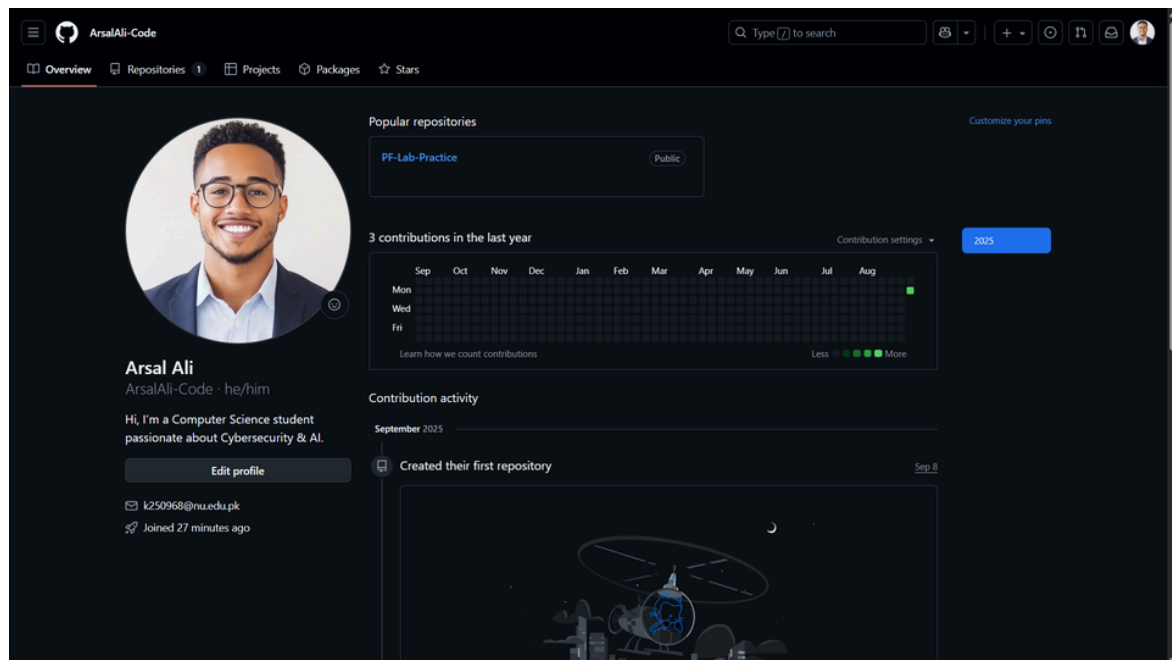 ArsalAli-Code
Type / to search
Overview
Repositories 1
Projects
Packages
Stars
Popular repositories
Customize your pins
PF-Lab-Practice
Public
3 contributions in the last year
Contribution settings
2025
Sep Oct Nov Dec Jan Feb Mar Apr May Jun Jul Aug
Mon
Wed
Fri
Learn how we count contributions
Less
More
Arsal Ali
ArsalAli-Code · he/him
Hi, I'm a Computer Science student
passionate about Cybersecurity & AI.
Edit profile
k250968@nu.edu.pk
Joined 27 minutes ago
Contribution activity
September 2025
Created their first repository
Sep 8